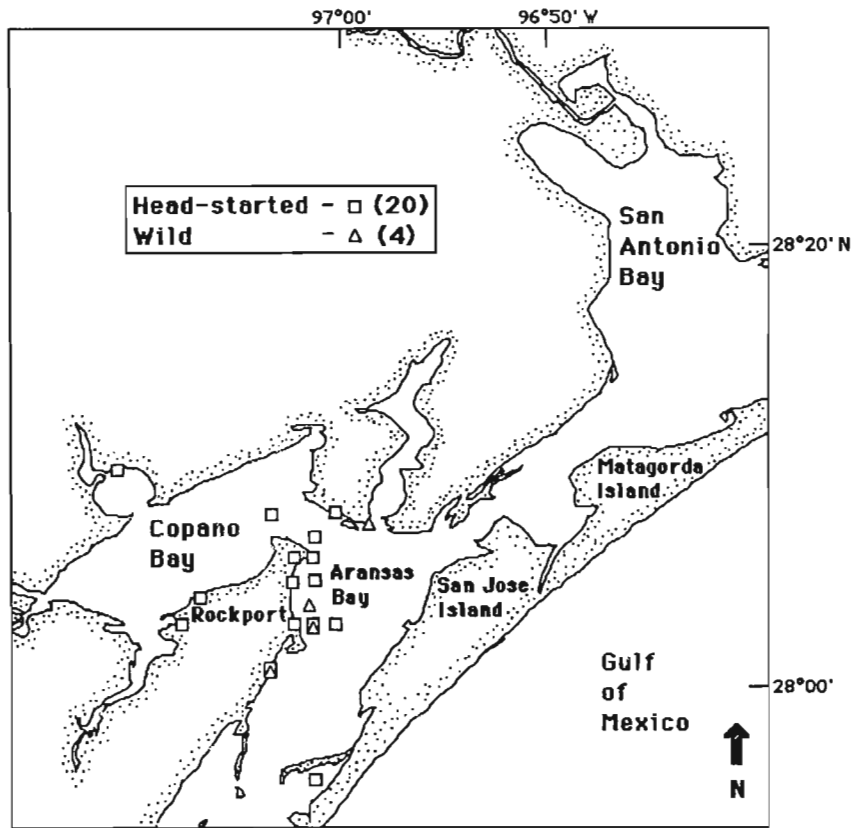 97°00'
96°50' W
Head-started - □ (20)
Wild - △ (4)
San
Antonio
Bay
28°20' N
Matagorda
Island
Copano
Bay
Aransas
Bay
San Jose
Island
Rockport
Gulf
of
Mexico
28°00'
N